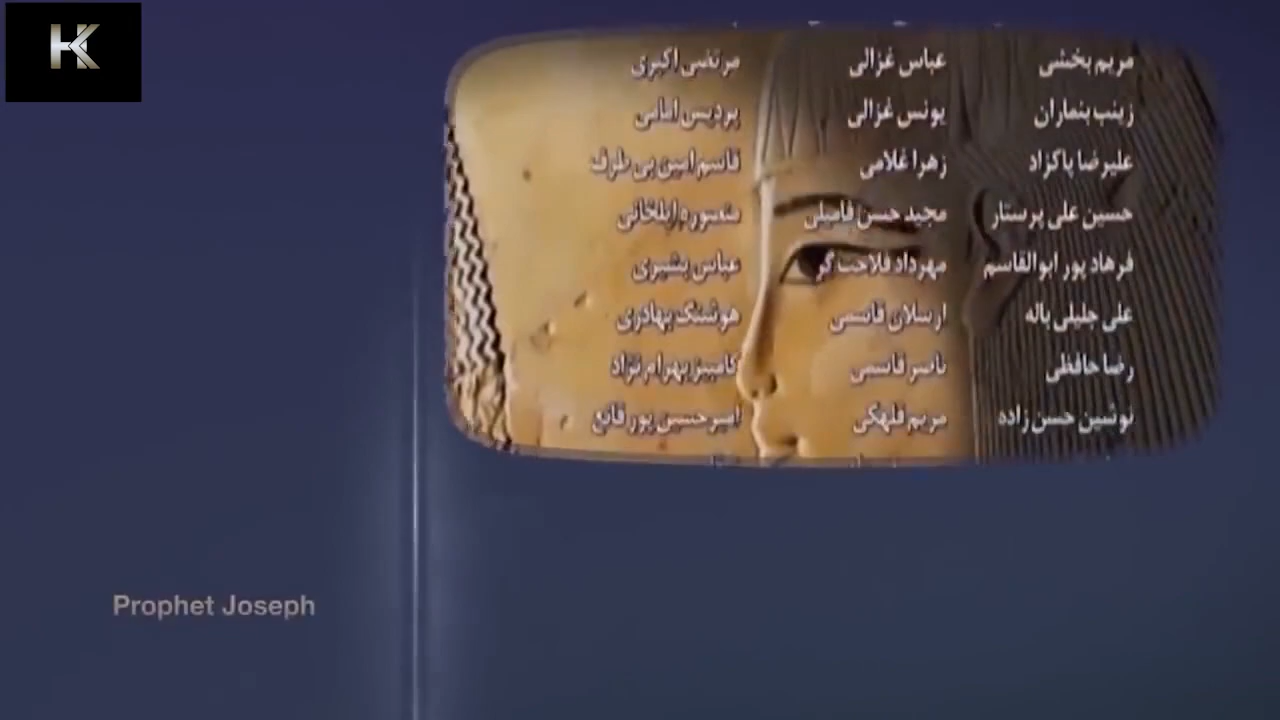 HK
مریم بخشی عباس غزالی مرتضی اکبری
زینب بنماران یونس غزالی پردیس امامی
علیرضا پاکزاد زهرا غلامی قاسم امین بی طرف
حسین علی پرستار مجید حسن فامیلی منصوره ایلخانی
فرهاد پور ابوالقاسم مهرداد فلاحت گر عباس بشیری
علی جلیلی باله ارسلان قاسمی هوشنگ بهادری
رضا حافظی ناصر قاسمی کامبیز بهرام نژاد
نوشین حسن زاده مریم قلهکی امیرحسین پور قانع
Prophet Joseph